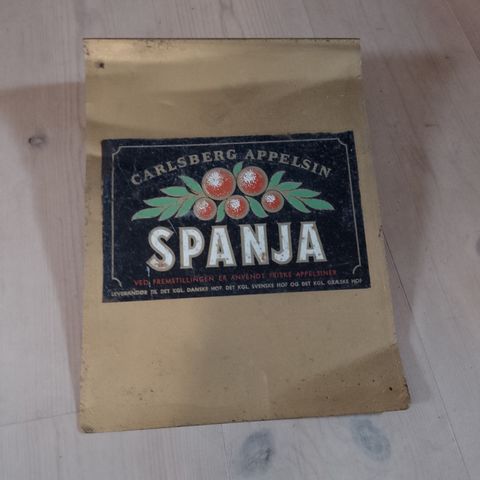 CARLSBERG APPELSIN
SPANJA
VED FREMSTILLINGEN ER ANVENDT FRISKE APPELSINER
LEVERANDØR TIL DET KGL. DANSKE HOF. DET KGL. SVENSKE HOF OG DET KGL. GRÆSKE HOF